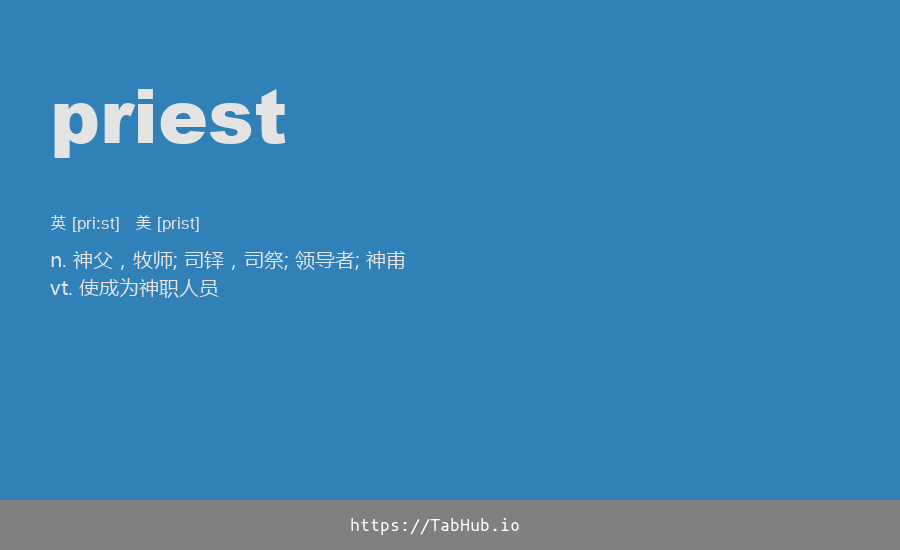 priest
英 [pri:st] 美 [prist]
n. 神父，牧师; 司铎，司祭; 领导者; 神甫
vt. 使成为神职人员
https://TabHub.io